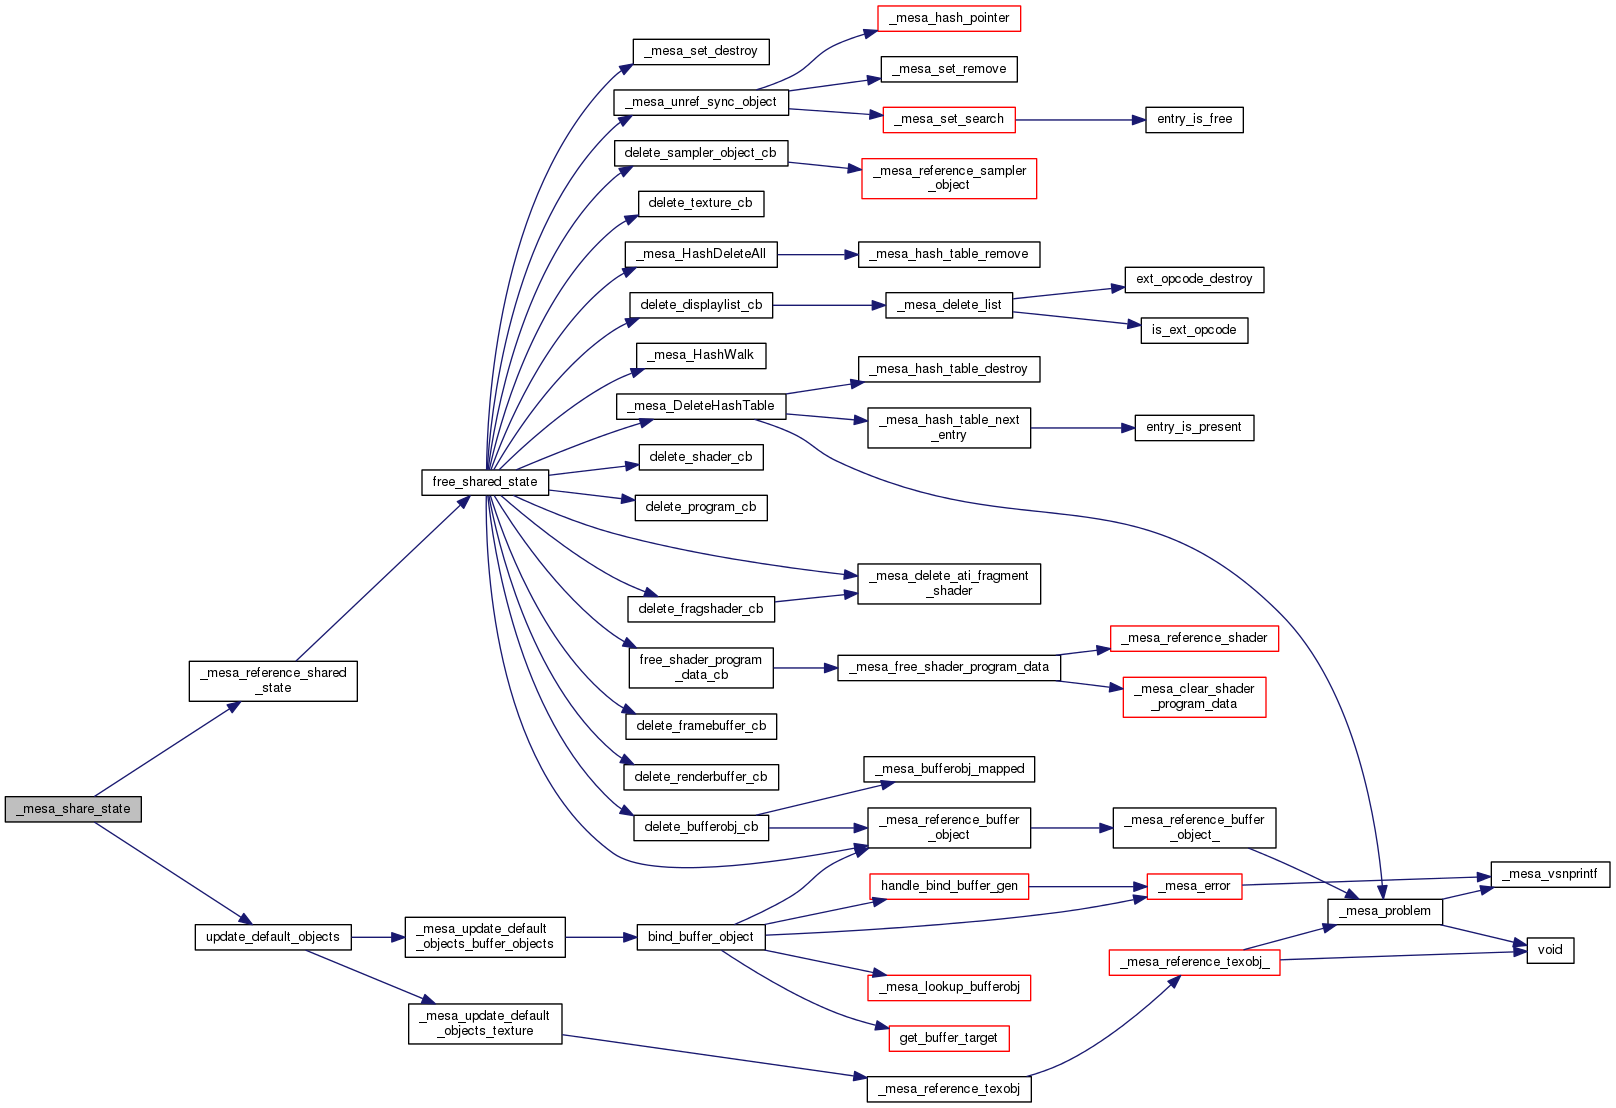 _mesa_hash_pointer
_mesa_set_destroy
_mesa_set_remove
_mesa_unref_sync_object
_mesa_set_search
entry_is_free
delete_sampler_object_cb
_mesa_reference_sampler
_object
delete_texture_cb
_mesa_HashDeleteAll
_mesa_hash_table_remove
ext_opcode_destroy
delete_displaylist_cb
_mesa_delete_list
is_ext_opcode
_mesa_HashWalk
_mesa_hash_table_destroy
_mesa_DeleteHashTable
_mesa_hash_table_next
_entry
entry_is_present
delete_shader_cb
free_shared_state
delete_program_cb
_mesa_delete_ati_fragment
_shader
delete_fragshader_cb
_mesa_reference_shader
free_shader_program
_data_cb
_mesa_free_shader_program_data
_mesa_reference_shared
_state
_mesa_clear_shader
_program_data
delete_framebuffer_cb
_mesa_bufferobj_mapped
delete_renderbuffer_cb
_mesa_share_state
delete_bufferobj_cb
_mesa_reference_buffer
_object
_mesa_reference_buffer
_object_
_mesa_vsnprintf
handle_bind_buffer_gen
_mesa_error
_mesa_problem
update_default_objects
_mesa_update_default
_objects_buffer_objects
bind_buffer_object
void
_mesa_reference_texobj_
_mesa_lookup_bufferobj
_mesa_update_default
_objects_texture
get_buffer_target
_mesa_reference_texobj